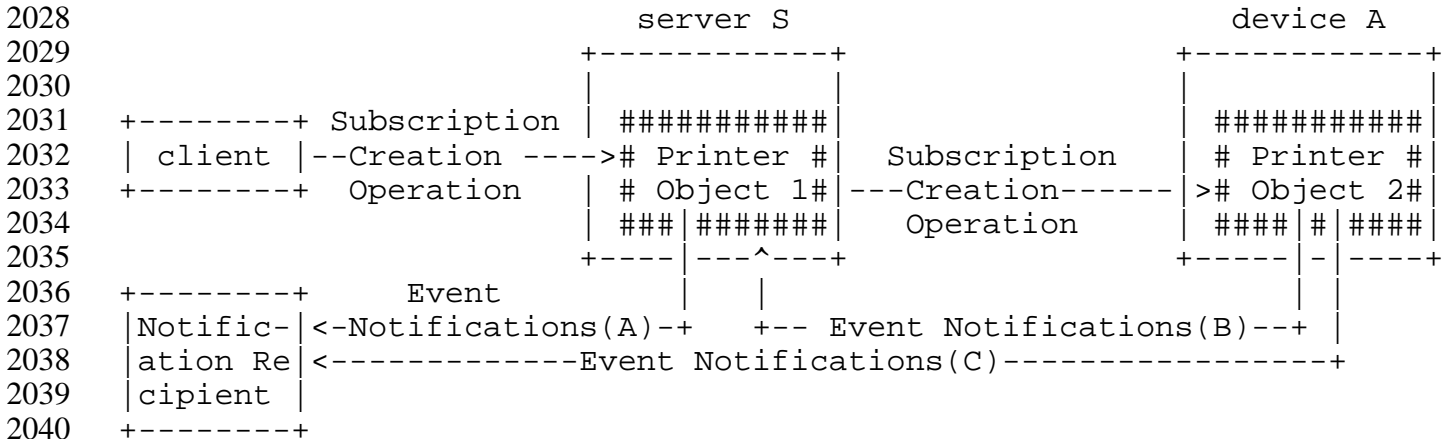 2028                                server S                     device A
2029                             +------------+                +------------+
2030                             |            |                |            |
2031  +--------+ Subscription | ###########|                | ###########|
2032  | client |--Creation ----># Printer #|  Subscription  | # Printer #|
2033  +--------+  Operation   | # Object 1#|---Creation------|># Object 2#|
2034                             | ###|#######|   Operation    | ####|#|####|
2035                             +----|---^---+                +-----|-|----+
2036  +--------+     Event         |   |                          | |
2037  |Notific-|<-Notifications(A)-+   +-- Event Notifications(B)--+ |
2038  |ation Re|<-------------Event Notifications(C)-----------------+
2039  |cipient |
2040  +--------+